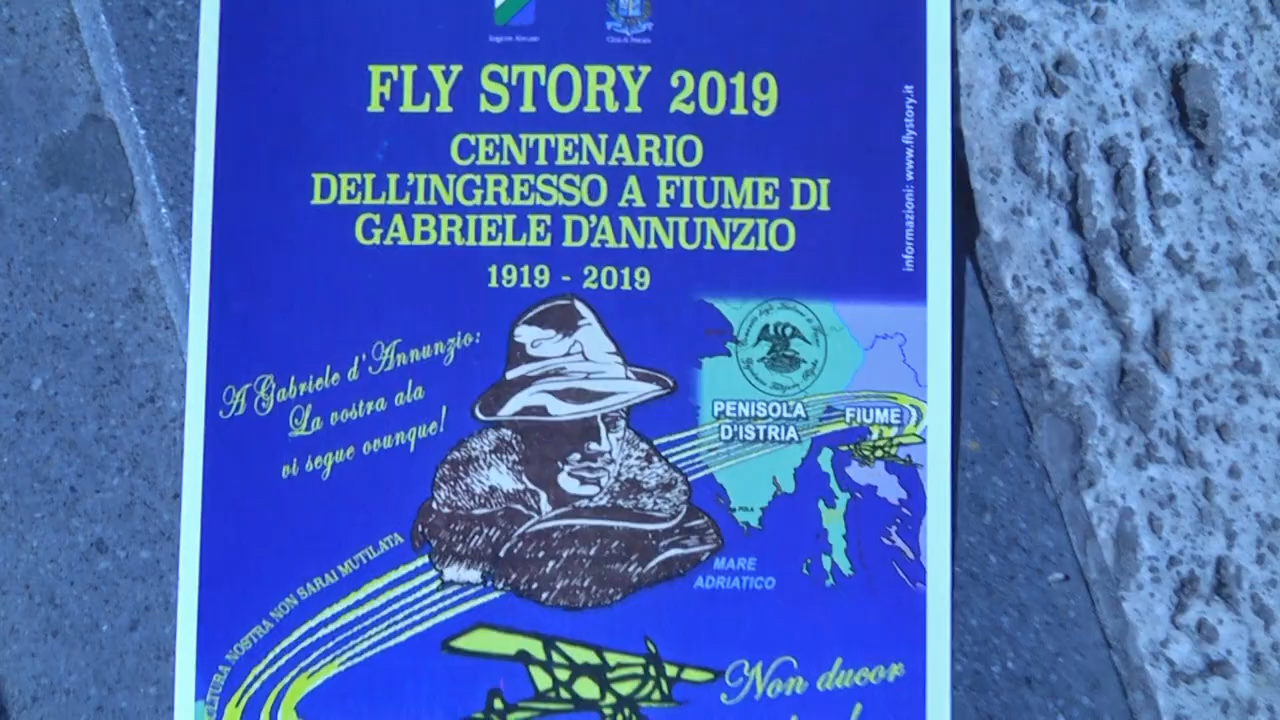 FLY STORY 2019
CENTENARIO
DELL'INGRESSO A FIUME DI
GABRIELE D'ANNUNZIO
1919 - 2019
informazioni: www.flystory.it
A Gabriele d'Annunzio:
La vostra ala
vi segue ovunque!
PENISOLA
D'ISTRIA
FIUME
POLA
MARE
ADRIATICO
NOSTRA NON SARAI MUTILATA
Non ducor